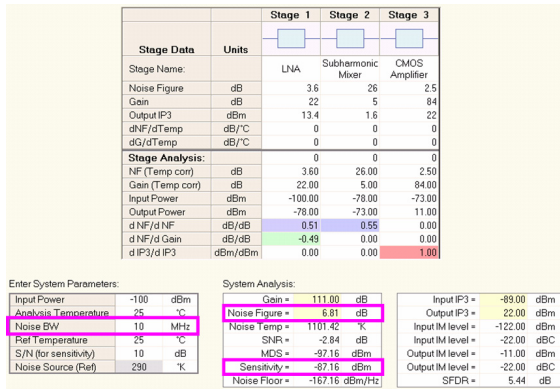 Stage 1 Stage 2 Stage 3
Stage Data Units
Stage Name: LNA Subharmonic Mixer CMOS Amplifier
Noise Figure dB 3.6 26 2.5
Gain dB 22 5 84
Output IP3 dBm 13.4 1.6 22
dNF/dTemp dB/°C 0 0 0
dG/dTemp dB/°C 0 0 0
Stage Analysis: 0 0 0
NF (Temp corr) dB 3.60 26.00 2.50
Gain (Temp corr) dB 22.00 5.00 84.00
Input Power dBm -100.00 -78.00 -73.00
Output Power dBm -78.00 -73.00 11.00
d NF/d NF dB/dB 0.51 0.55 0.00
d NF/d Gain dB/dB -0.49 0.00 0.00
d IP3/d IP3 dBm/dBm 0.00 0.00 1.00
Enter System Parameters:
Input Power -100 dBm
Analysis Temperature 25 °C
Noise BW 10 MHz
Ref Temperature 25 °C
S/N (for sensitivity) 10 dB
Noise Source (Ref) 290 °K
System Analysis:
Gain = 111.00 dB
Noise Figure = 6.81 dB
Noise Temp = 1101.42 °K
SNR = -2.84 dB
MDS = -97.16 dBm
Sensitivity = -87.16 dBm
Noise Floor = -167.16 dBm/Hz
Input IP3 = -89.00 dBm
Output IP3 = 22.00 dBm
Input IM level = -122.00 dBm
Input IM level = -22.00 dBC
Output IM level = -11.00 dBm
Output IM level = -22.00 dBC
SFDR = 5.44 dB